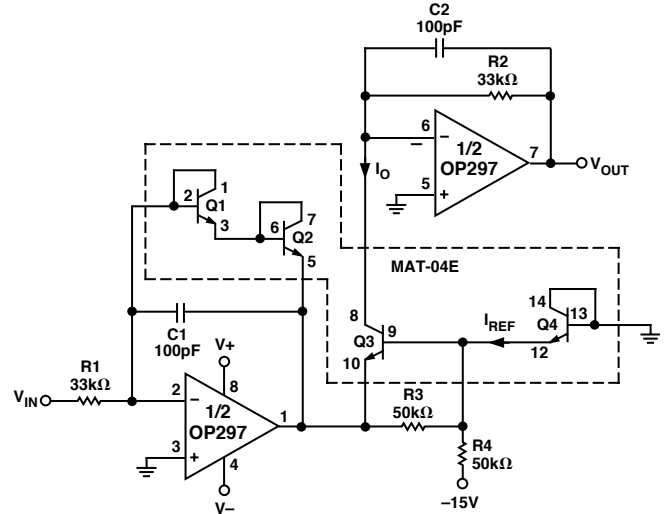 C2
100pF
R2
33kΩ
6
−
−
1/2
OP297
7
V_OUT
5
+
I_O
2
1
Q1
3
6
7
Q2
5
MAT-04E
C1
100pF
8
9
Q3
10
I_REF
14
13
Q4
12
R1
33kΩ
V_IN
V+
8
2
−
1/2
OP297
1
3
+
4
V−
R3
50kΩ
R4
50kΩ
−15V